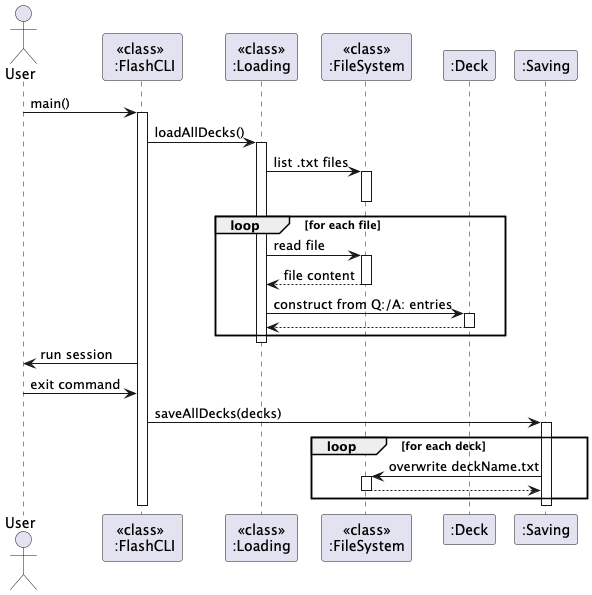 User
«class»
:FlashCLI
«class»
:Loading
«class»
:FileSystem
:Deck
:Saving
main()
loadAllDecks()
list .txt files
loop [for each file]
read file
file content
construct from Q:/A: entries
run session
exit command
saveAllDecks(decks)
loop [for each deck]
overwrite deckName.txt
User
«class»
:FlashCLI
«class»
:Loading
«class»
:FileSystem
:Deck
:Saving